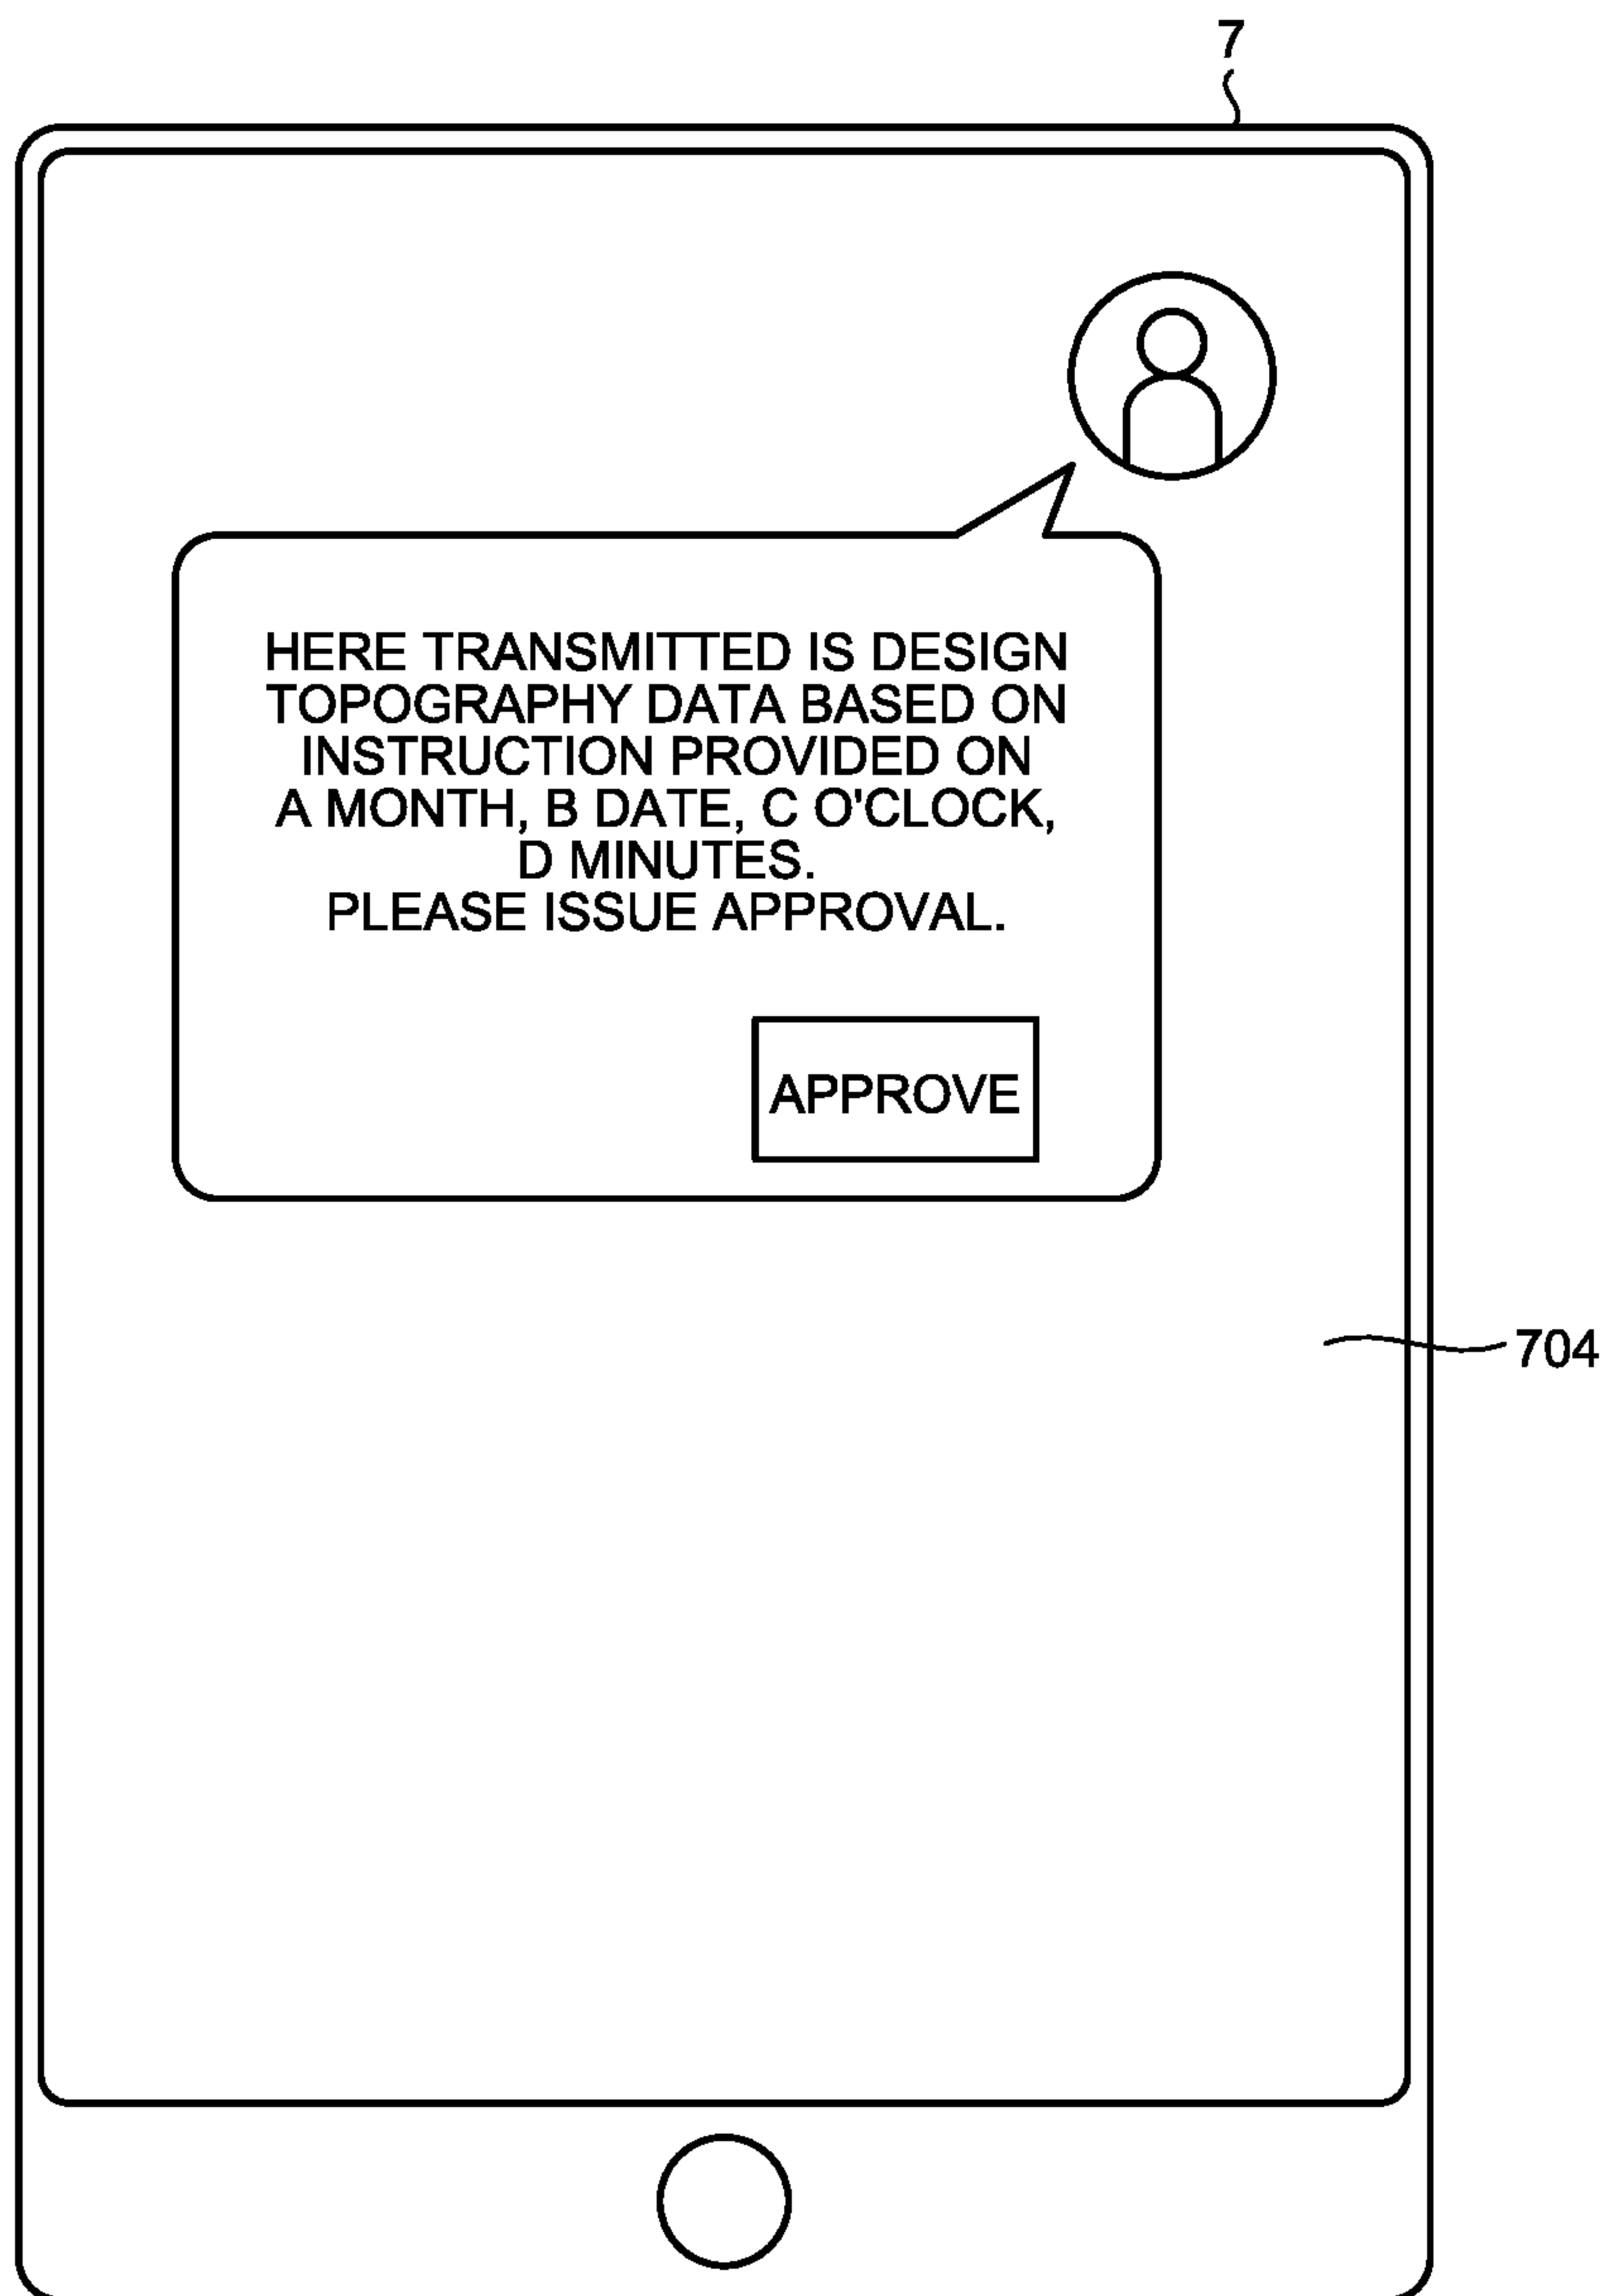 7
HERE TRANSMITTED IS DESIGN
TOPOGRAPHY DATA BASED ON
INSTRUCTION PROVIDED ON
A MONTH, B DATE, C O'CLOCK,
D MINUTES.
PLEASE ISSUE APPROVAL.
APPROVE
704